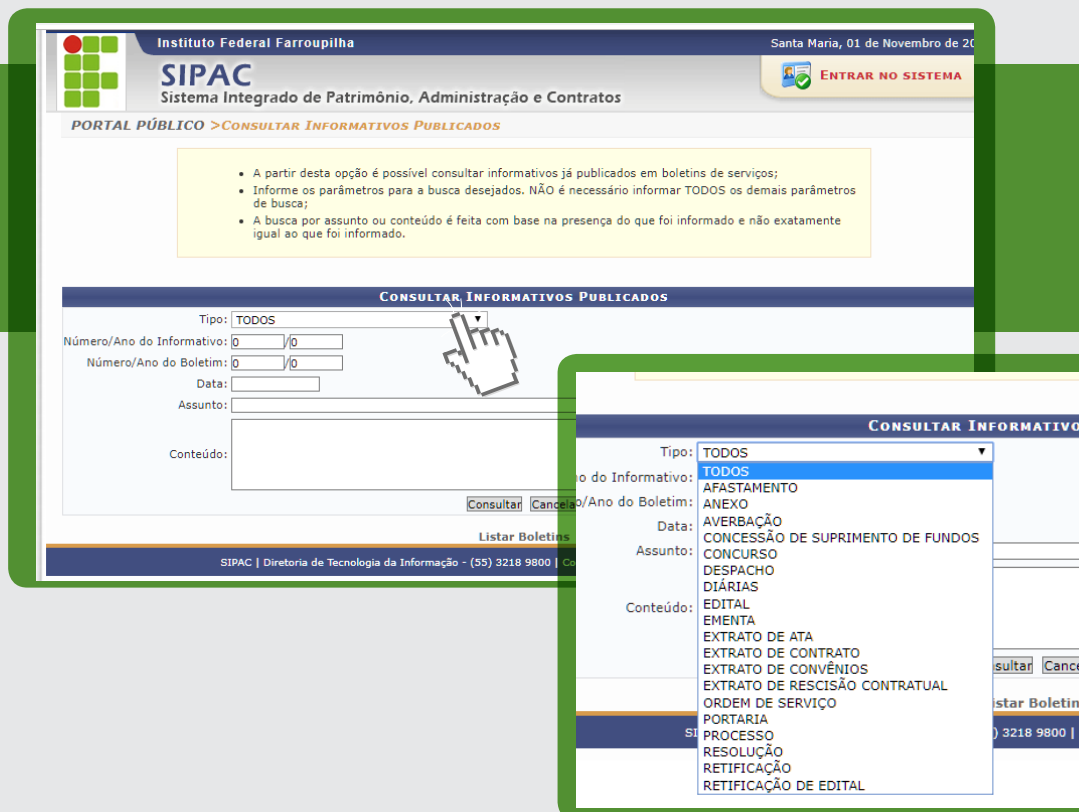 Instituto Federal Farroupilha
Santa Maria, 01 de Novembro de 20
SIPAC
Sistema Integrado de Patrimônio, Administração e Contratos
ENTRAR NO SISTEMA
PORTAL PÚBLICO >CONSULTAR INFORMATIVOS PUBLICADOS
• A partir desta opção é possível consultar informativos já publicados em boletins de serviços;
• Informe os parâmetros para a busca desejados. NÃO é necessário informar TODOS os demais parâmetros
de busca;
• A busca por assunto ou conteúdo é feita com base na presença do que foi informado e não exatamente
igual ao que foi informado.
CONSULTAR INFORMATIVOS PUBLICADOS
Tipo: TODOS
Número/Ano do Informativo: 0 /0
Número/Ano do Boletim: 0 /0
Data:
Assunto:
Conteúdo:
Consultar Cancela
Listar Boletins
SIPAC | Diretoria de Tecnologia da Informação - (55) 3218 9800 | Co
CONSULTAR INFORMATIVO
Tipo: TODOS
o do Informativo:
o/Ano do Boletim:
Data:
Assunto:
Conteúdo:
TODOS
AFASTAMENTO
ANEXO
AVERBAÇÃO
CONCESSÃO DE SUPRIMENTO DE FUNDOS
CONCURSO
DESPACHO
DIÁRIAS
EDITAL
EMENTA
EXTRATO DE ATA
EXTRATO DE CONTRATO
EXTRATO DE CONVÊNIOS
EXTRATO DE RESCISÃO CONTRATUAL
ORDEM DE SERVIÇO
PORTARIA
PROCESSO
RESOLUÇÃO
RETIFICAÇÃO
RETIFICAÇÃO DE EDITAL
sultar Cance
istar Boletin
SI
) 3218 9800 |